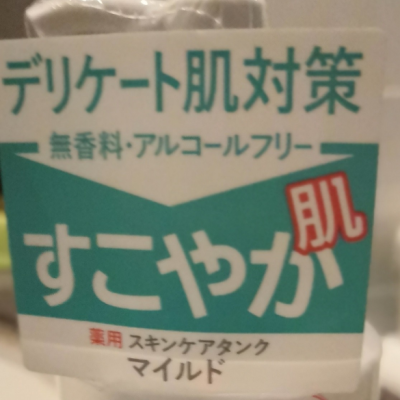 デリケート肌対策
無香料・アルコールフリー
すこやか肌
薬用 スキンケアタンク
マイルド